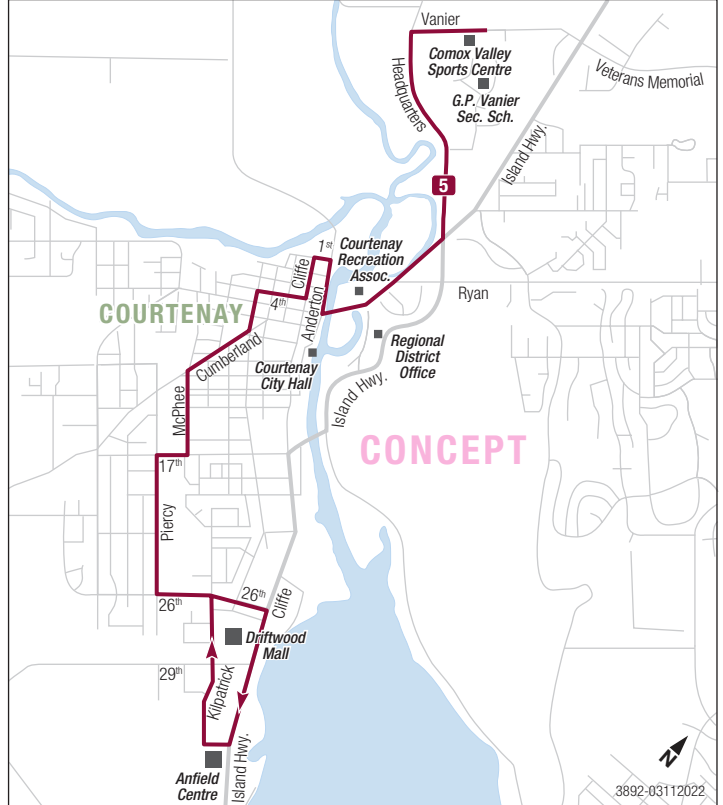 Vanier
Comox Valley
Sports Centre
G.P. Vanier
Sec. Sch.
Veterans Memorial
Headquarters
Island Hwy.
5
1st
Courtenay
Recreation
Assoc.
Cliffe
4th
Anderton
Ryan
COURTENAY
Cumberland
Courtenay
City Hall
Regional
District
Office
Island Hwy.
McPhee
CONCEPT
17th
Piercy
26th
26th
Cliffe
Driftwood
Mall
29th
Kilpatrick
Island Hwy.
Anfield
Centre
N
3892-03112022